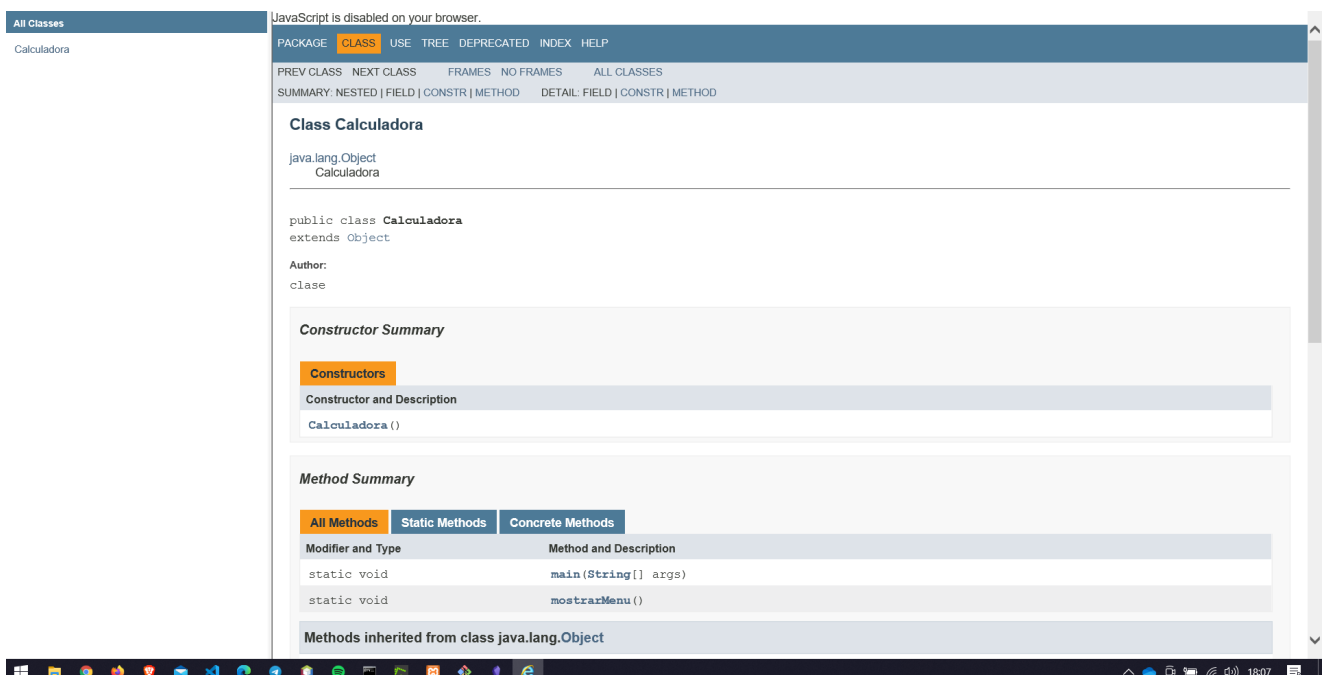 All Classes
Calculadora
JavaScript is disabled on your browser.
PACKAGE CLASS USE TREE DEPRECATED INDEX HELP
PREV CLASS NEXT CLASS FRAMES NO FRAMES ALL CLASSES
SUMMARY: NESTED | FIELD | CONSTR | METHOD DETAIL: FIELD | CONSTR | METHOD
Class Calculadora
java.lang.Object
Calculadora
public class Calculadora
extends Object
Author:
clase
Constructor Summary
Constructors
Constructor and Description
Calculadora()
Method Summary
All Methods Static Methods Concrete Methods
Modifier and Type Method and Description
static void main(String[] args)
static void mostrarMenu()
Methods inherited from class java.lang.Object
18:07